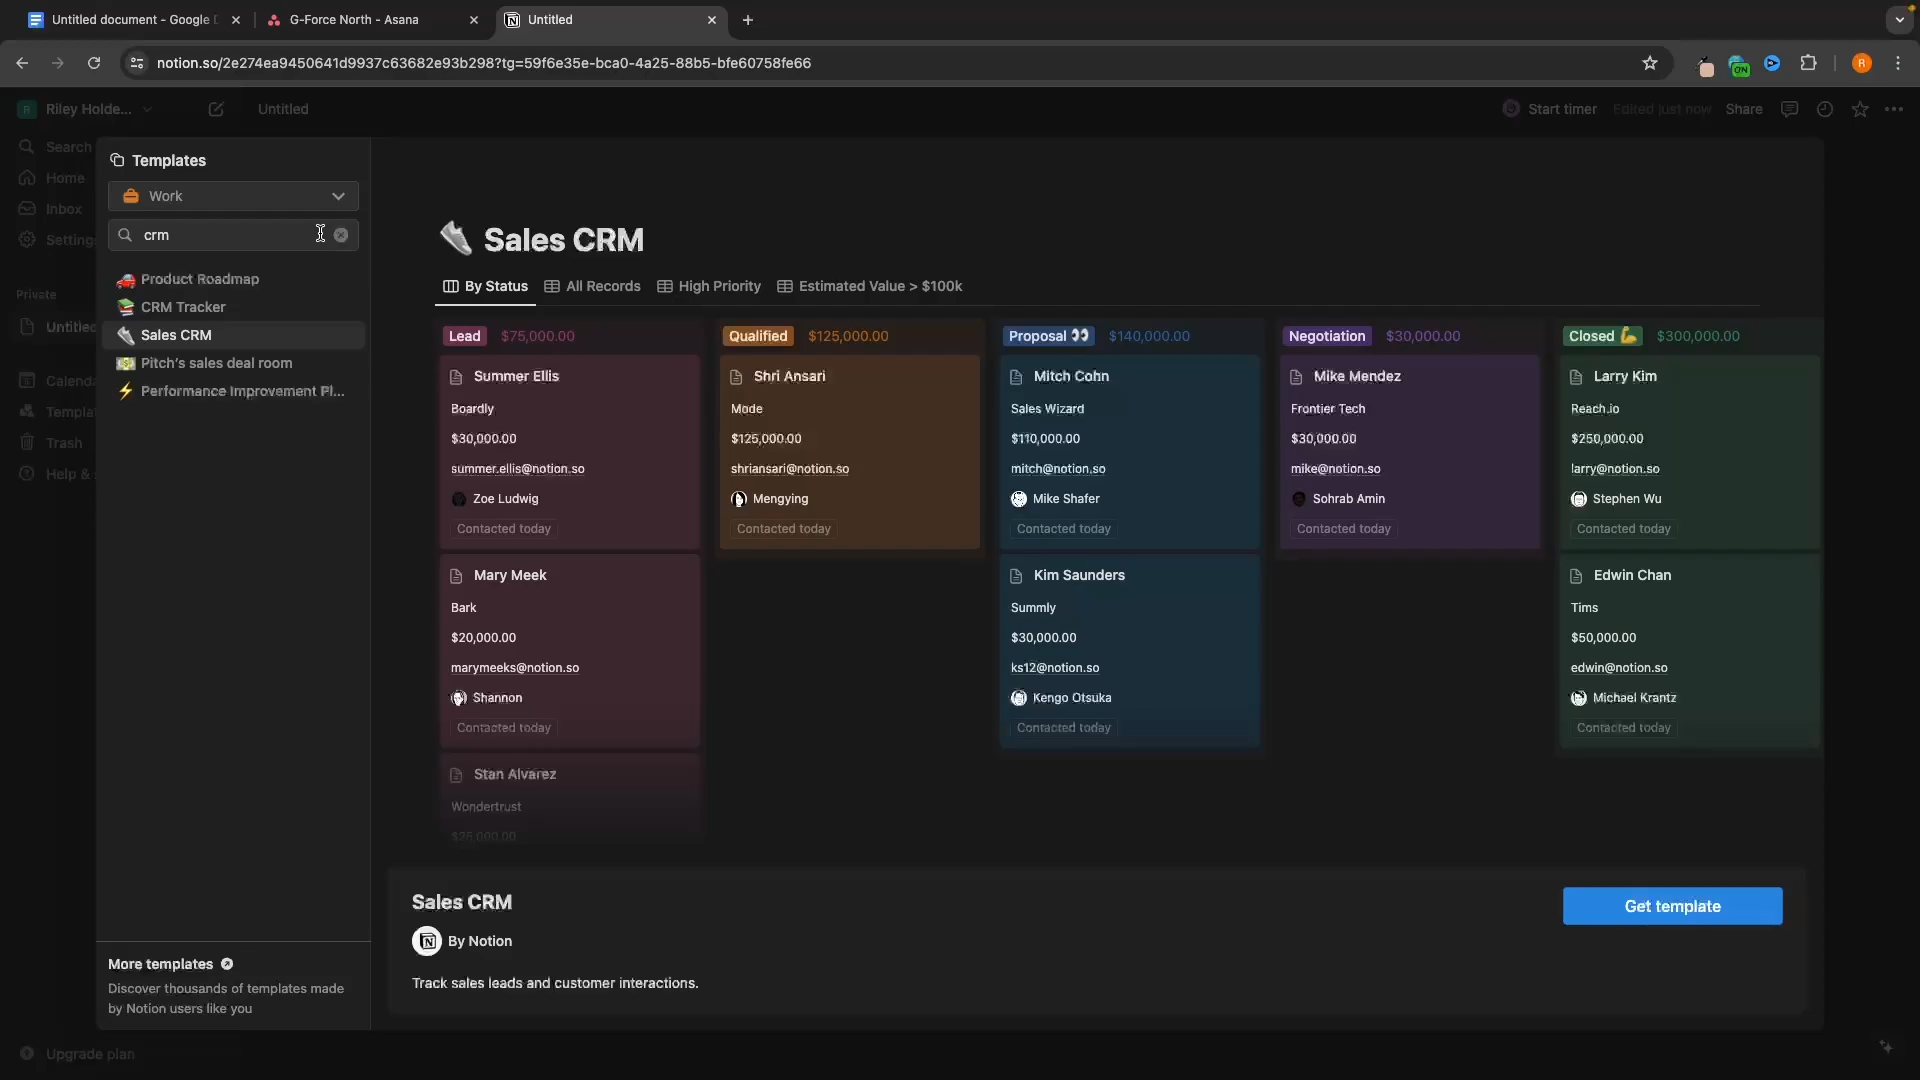 Untitled document - Google D
G-Force North - Asana
Untitled
notion.so/2e274ea9450641d9937c63682e93b298?tg=59f6e35e-bca0-4a25-88b5-bfe60758fe66
ON
R
R
Riley Holde...
Untitled
Start timer
Edited just now
Share
Search
Home
Inbox
Settings
Private
Untitled
Calenda
Templat
Trash
Help & s
Upgrade plan
Templates
Work
crm
Product Roadmap
CRM Tracker
Sales CRM
Pitch's sales deal room
Performance Improvement Pl...
More templates
Discover thousands of templates made
by Notion users like you
Sales CRM
By Status
All Records
High Priority
Estimated Value > $100k
Lead $75,000.00
Summer Ellis
Boardly
$30,000.00
summer.ellis@notion.so
Zoe Ludwig
Contacted today
Mary Meek
Bark
$20,000.00
marymeeks@notion.so
Shannon
Contacted today
Stan Alvarez
Wondertrust
$25,000.00
Qualified $125,000.00
Shri Ansari
Mode
$125,000.00
shriansari@notion.so
Mengying
Contacted today
Proposal 👀 $140,000.00
Mitch Cohn
Sales Wizard
$110,000.00
mitch@notion.so
Mike Shafer
Contacted today
Kim Saunders
Summly
$30,000.00
ks12@notion.so
Kengo Otsuka
Contacted today
Negotiation $30,000.00
Mike Mendez
Frontier Tech
$30,000.00
mike@notion.so
Sohrab Amin
Contacted today
Closed 💪 $300,000.00
Larry Kim
Reach.io
$250,000.00
larry@notion.so
Stephen Wu
Contacted today
Edwin Chan
Tims
$50,000.00
edwin@notion.so
Michael Krantz
Contacted today
Sales CRM
By Notion
Track sales leads and customer interactions.
Get template